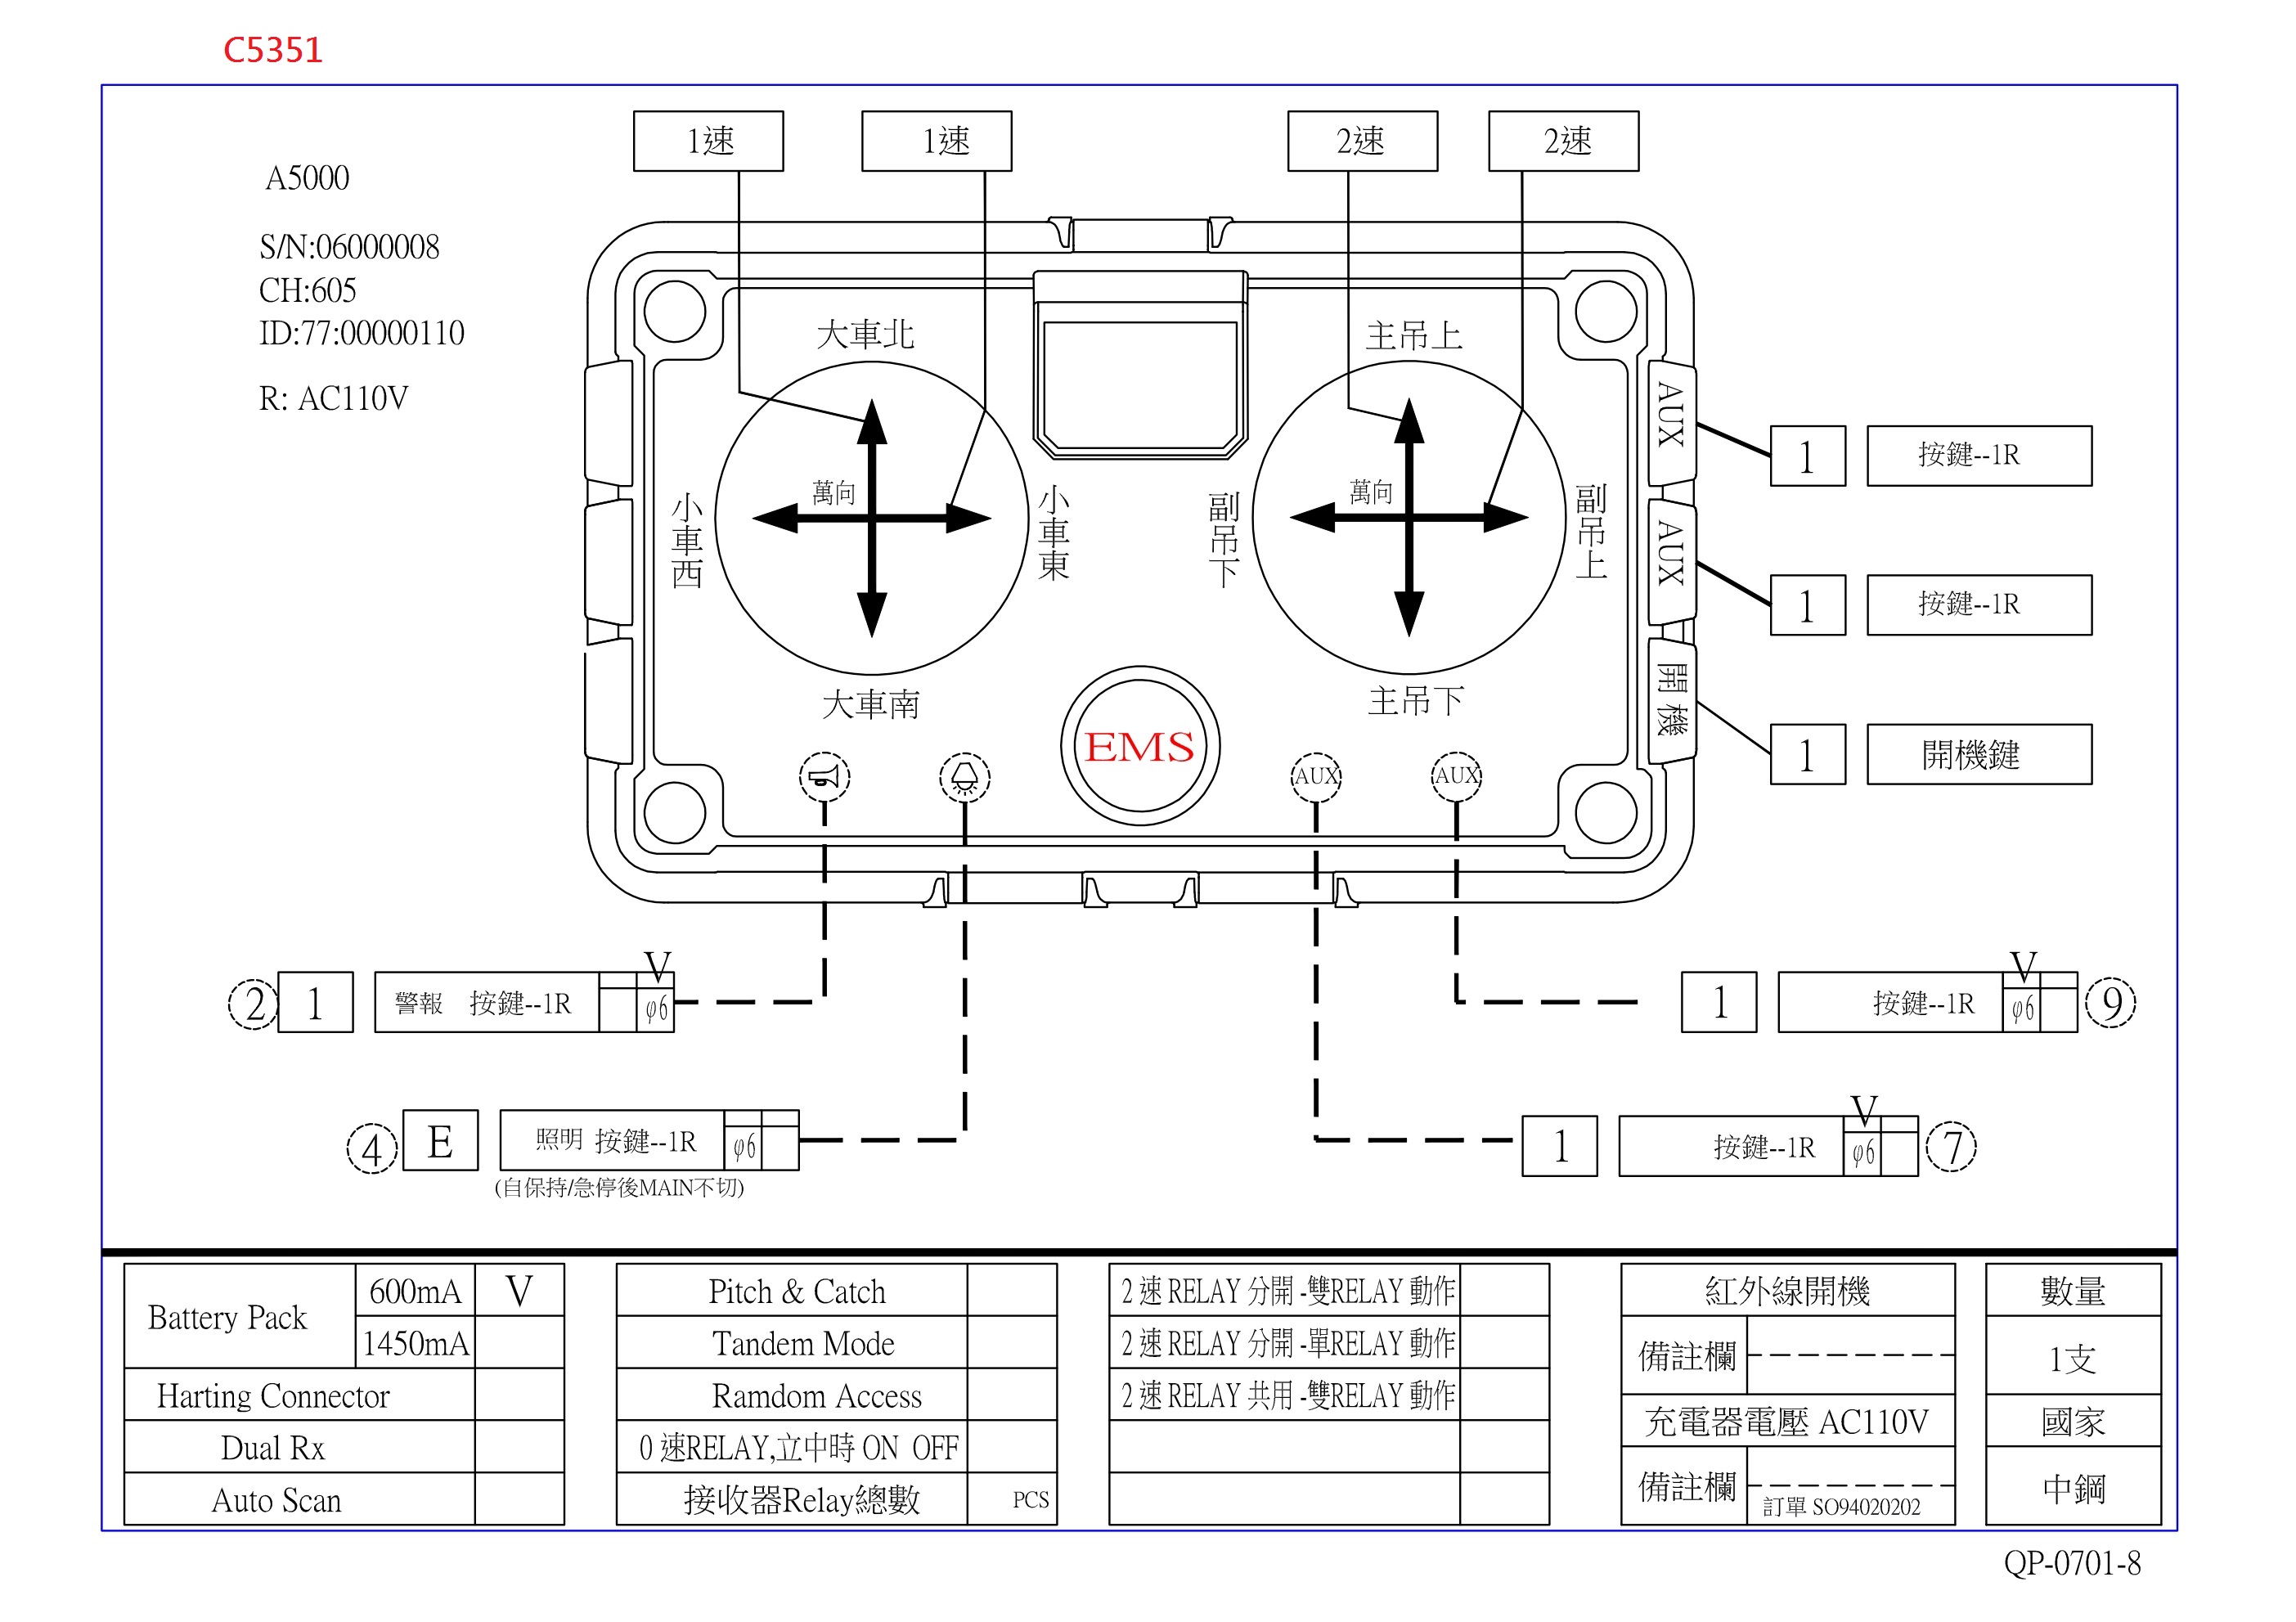 C5351
1速
1速
2速
2速
A5000
S/N:06000008
CH:605
ID:77:00000110
R: AC110V
大車北
主吊上
萬向
萬向
小車西
小車東
副吊下
副吊上
大車南
主吊下
EMS
AUX
AUX
AUX
1
按鍵--1R
AUX
1
按鍵--1R
開機
1
開機鍵
V
2
1
警報 按鍵--1R
φ6
V
1
按鍵--1R
φ6
9
4
E
照明 按鍵--1R
φ6
(自保持/急停後MAIN不切)
V
1
按鍵--1R
φ6
7
Battery Pack
600mA
V
1450mA
Harting Connector
Dual Rx
Auto Scan
Pitch & Catch
Tandem Mode
Ramdom Access
0 速RELAY,立中時 ON OFF
接收器Relay總數
PCS
2 速 RELAY 分開 -雙RELAY 動作
2 速 RELAY 分開 -單RELAY 動作
2 速 RELAY 共用 -雙RELAY 動作
紅外線開機
備註欄
充電器電壓 AC110V
備註欄
訂單 SO94020202
數量
1支
國家
中鋼
QP-0701-8